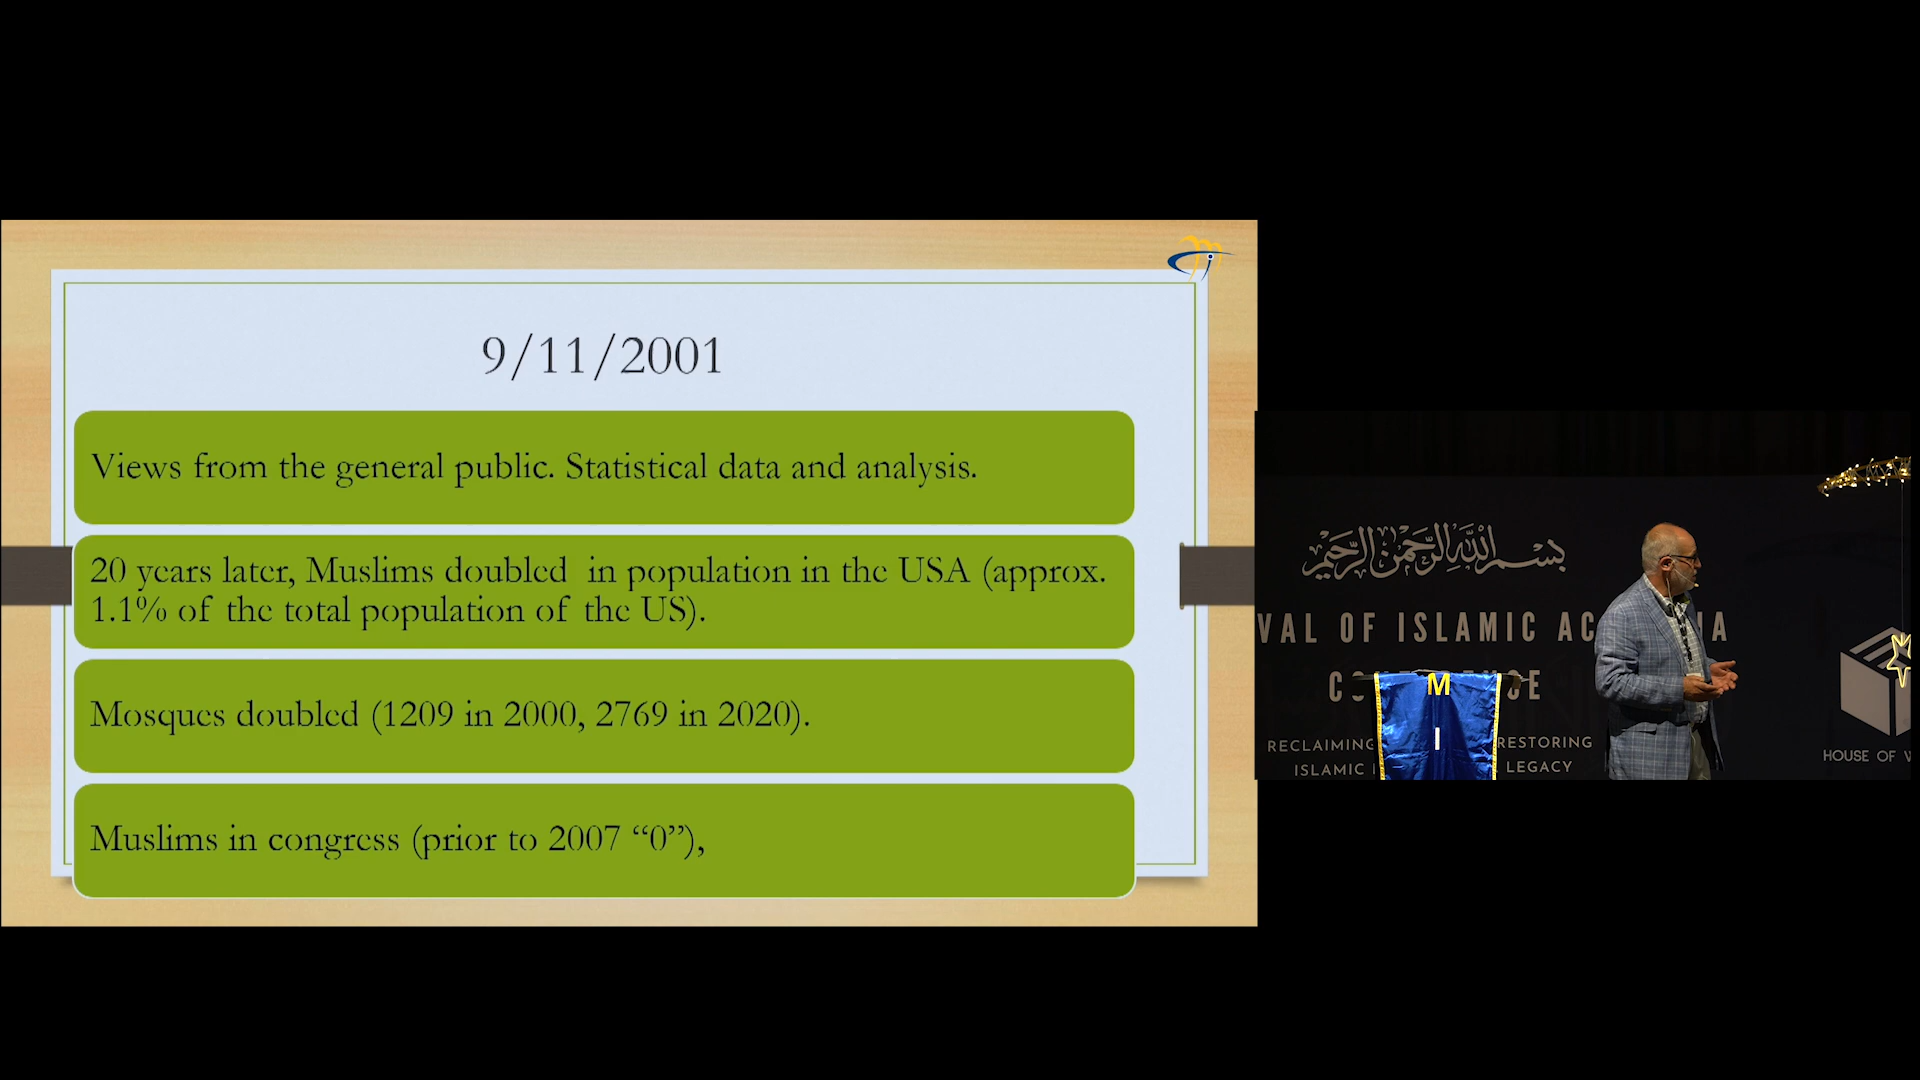 9/11/2001
Views from the general public. Statistical data and analysis.
20 years later, Muslims doubled in population in the USA (approx.
1.1% of the total population of the US).
Mosques doubled (1209 in 2000, 2769 in 2020).
Muslims in congress (prior to 2007 “0”),
بسم الله الرحمن الرحيم
VAL OF ISLAMIC AC IA
C CE
RECLAIMING RESTORING
ISLAMIC LEGACY
M
I
HOUSE OF